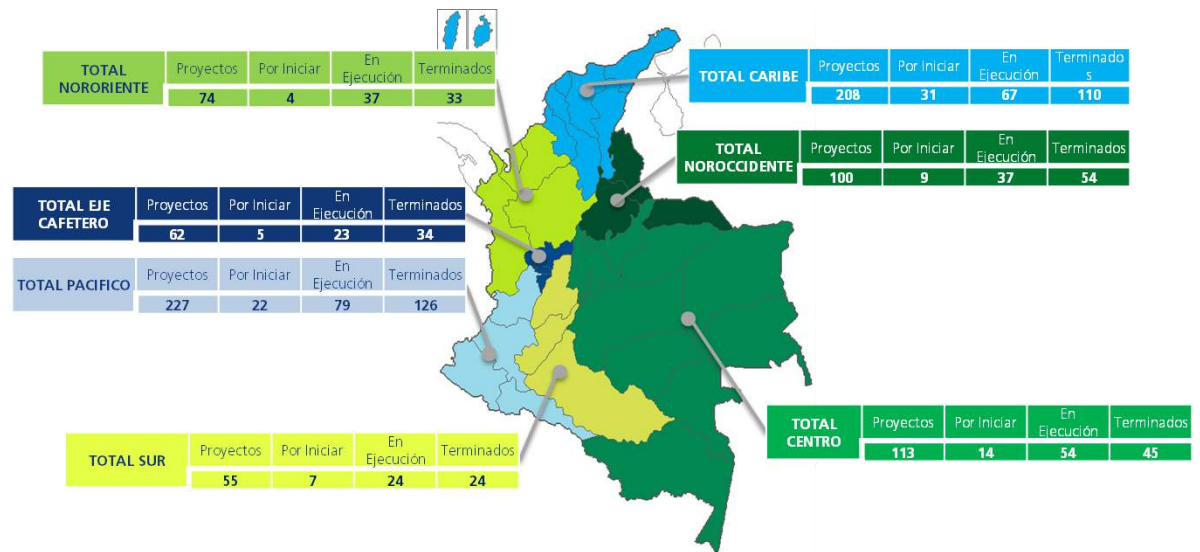 TOTAL NORORIENTE
Proyectos Por Iniciar En Ejecución Terminados
74 4 37 33
TOTAL CARIBE
Proyectos Por Iniciar En Ejecución Terminados
208 31 67 110
TOTAL NOROCCIDENTE
Proyectos Por Iniciar En Ejecución Terminados
100 9 37 54
TOTAL EJE CAFETERO
Proyectos Por Iniciar En Ejecución Terminados
62 5 23 34
TOTAL PACIFICO
Proyectos Por Iniciar En Ejecución Terminados
227 22 79 126
TOTAL CENTRO
Proyectos Por Iniciar En Ejecución Terminados
113 14 54 45
TOTAL SUR
Proyectos Por Iniciar En Ejecución Terminados
55 7 24 24